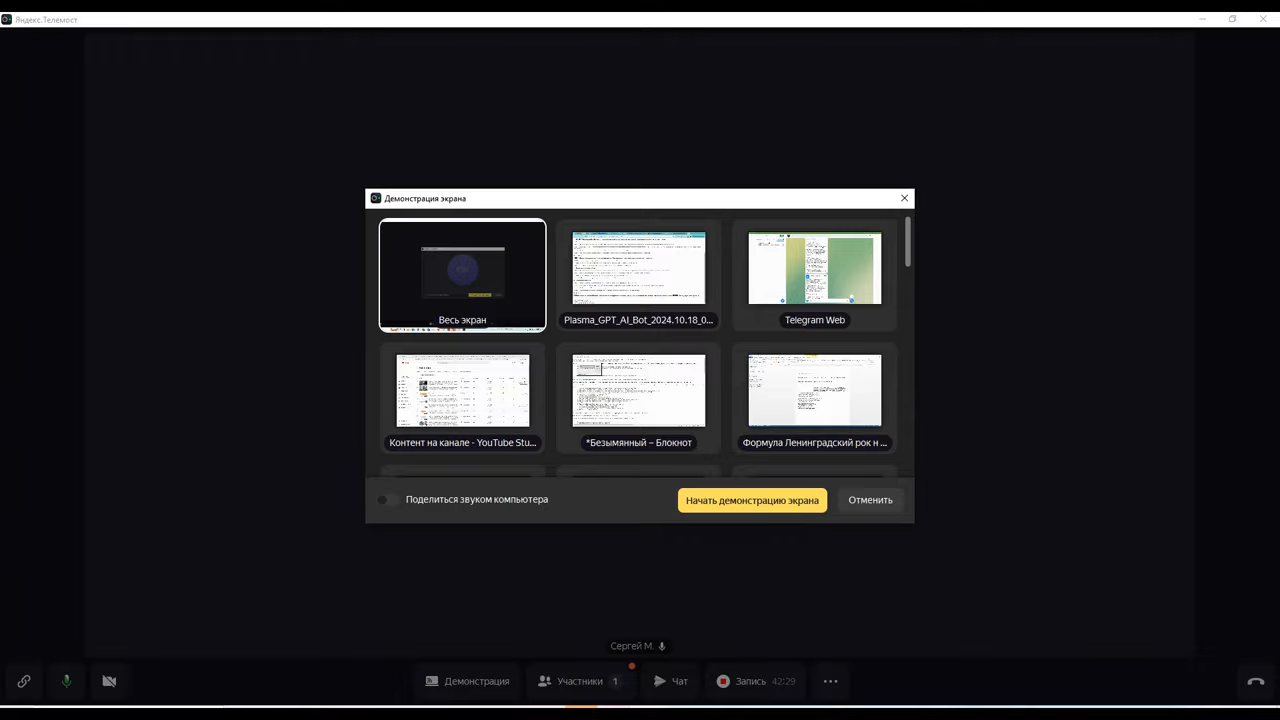 Яндекс.Телемост
Демонстрация экрана
Весь экран
Plasma_GPT_AI_Bot_2024.10.18_0...
Telegram Web
Контент на канале - YouTube Stu...
*Безымянный – Блокнот
Формула Ленинградский рок н ...
Поделиться звуком компьютера
Начать демонстрацию экрана
Отменить
Сергей М.
Демонстрация
Участники 1
Чат
Запись 42:29